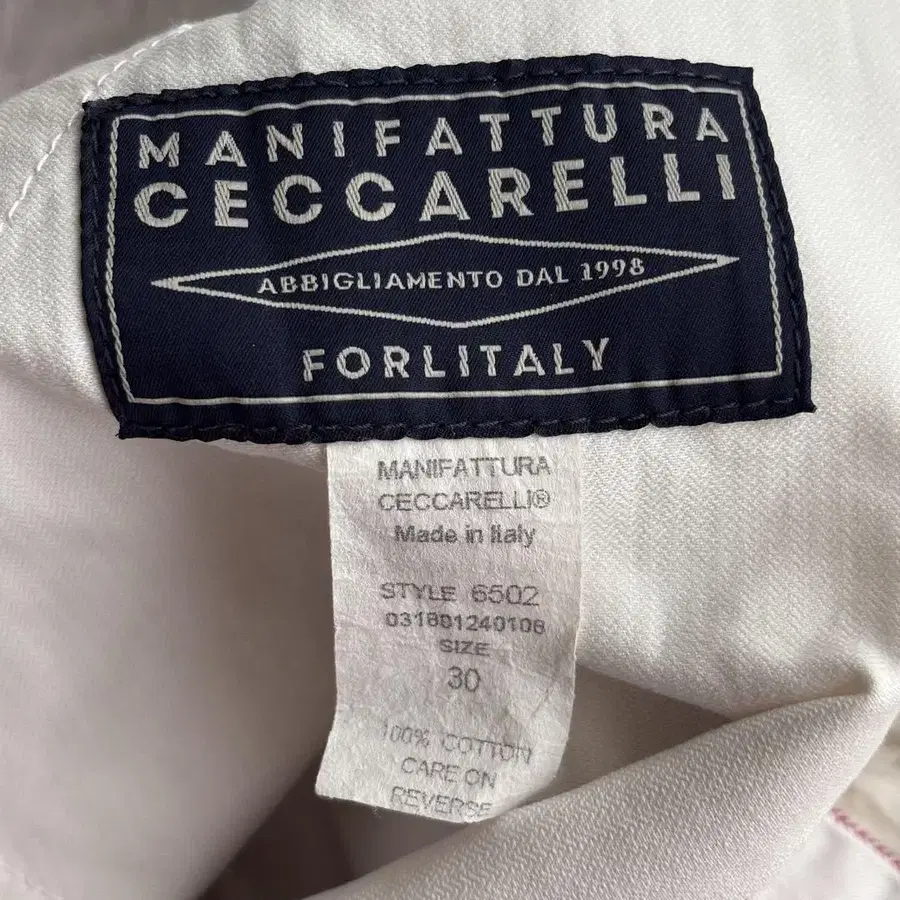 MANIFATTURA
CECCARELLI
ABBIGLIAMENTO DAL 1998
FORLITALY
MANIFATTURA
CECCARELLI®
Made in Italy
STYLE 6502
031801240108
SIZE
30
100% COTTON
CARE ON
REVERSE